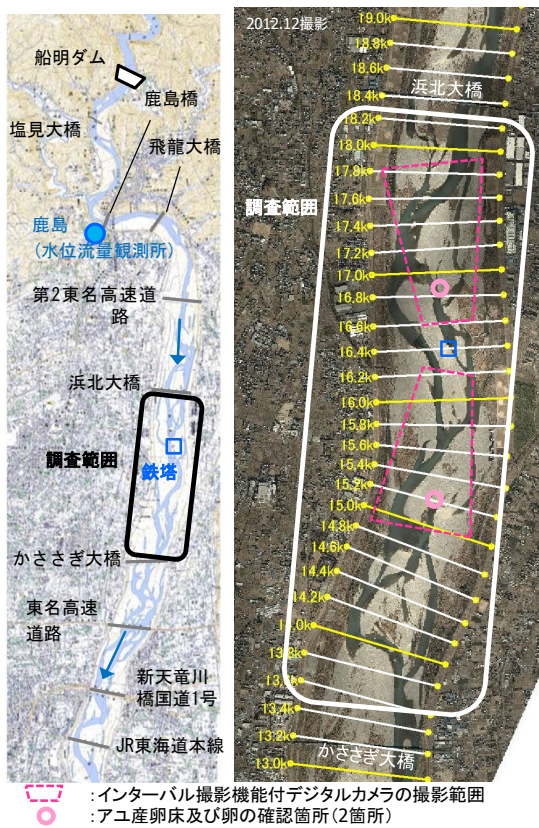 船明ダム
鹿島橋
塩見大橋
飛龍大橋
鹿島
(水位流量観測所)
第2東名高速道
路
浜北大橋
調査範囲
鉄塔
かささぎ大橋
東名高速
道路
新天竜川
橋国道1号
JR東海道本線
2012.12撮影
19.0k
18.8k
18.6k
浜北大橋
18.4k
18.2k
18.0k
17.8k
調査範囲
17.6k
17.4k
17.2k
17.0k
16.8k
16.6k
16.4k
16.2k
16.0k
15.8k
15.6k
15.4k
15.2k
15.0k
14.8k
14.6k
14.4k
14.2k
14.0k
13.8k
13.6k
13.4k
13.2k
かささぎ大橋
13.0k
:インターバル撮影機能付デジタルカメラの撮影範囲
:アユ産卵床及び卵の確認箇所(2箇所)